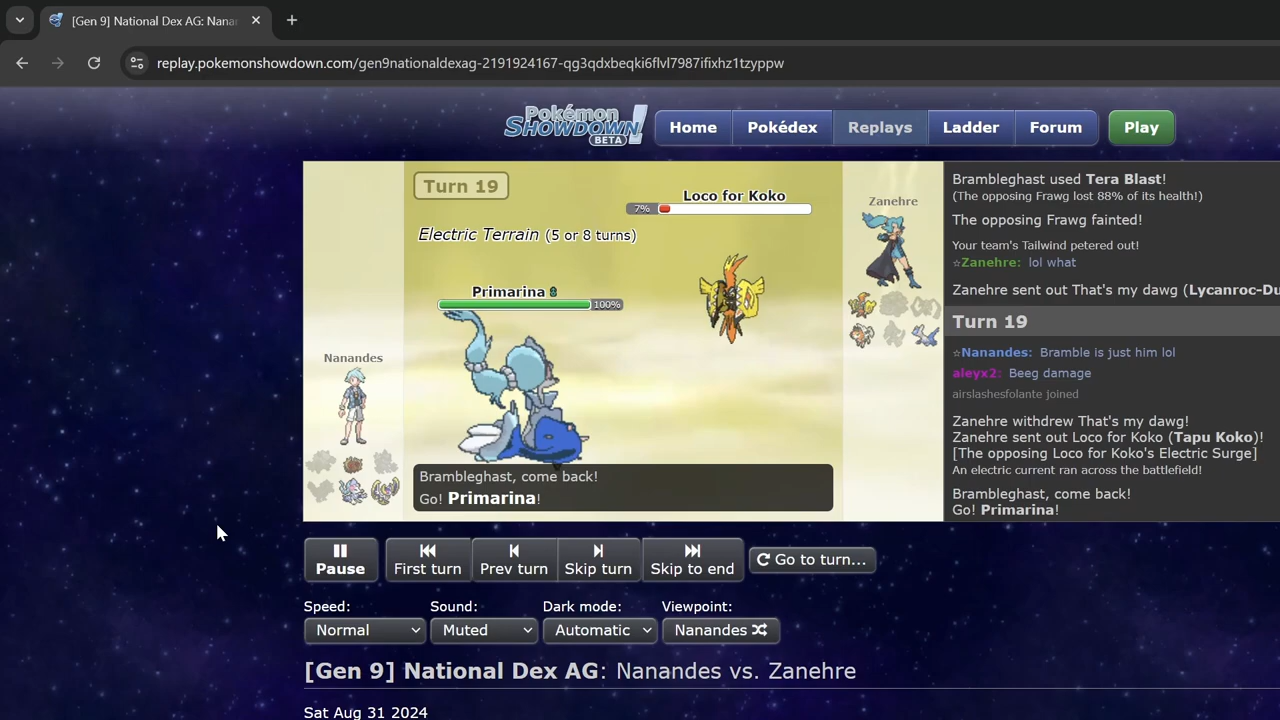 [Gen 9] National Dex AG: Nana
replay.pokemonshowdown.com/gen9nationaldexag-2191924167-qg3qdxbeqki6flvl7987ifixhz1tzyppw
Pokémon
SHOWDOWN!
BETA
Home
Pokédex
Replays
Ladder
Forum
Play
Turn 19
Loco for Koko
7%
Electric Terrain (5 or 8 turns)
Primarina
100%
Nanandes
Zanehre
Brambleghast, come back!
Go! Primarina!
Brambleghast used Tera Blast!
(The opposing Frawg lost 88% of its health!)
The opposing Frawg fainted!
Your team's Tailwind petered out!
☆Zanehre: lol what
Zanehre sent out That's my dawg (Lycanroc-Du
Turn 19
☆Nanandes: Bramble is just him lol
aleyx2: Beeg damage
airslashesfolante joined
Zanehre withdrew That's my dawg!
Zanehre sent out Loco for Koko (Tapu Koko)!
[The opposing Loco for Koko's Electric Surge]
An electric current ran across the battlefield!
Brambleghast, come back!
Go! Primarina!
Pause
First turn
Prev turn
Skip turn
Skip to end
Go to turn...
Speed:
Sound:
Dark mode:
Viewpoint:
Normal
Muted
Automatic
Nanandes
[Gen 9] National Dex AG: Nanandes vs. Zanehre
Sat Aug 31 2024